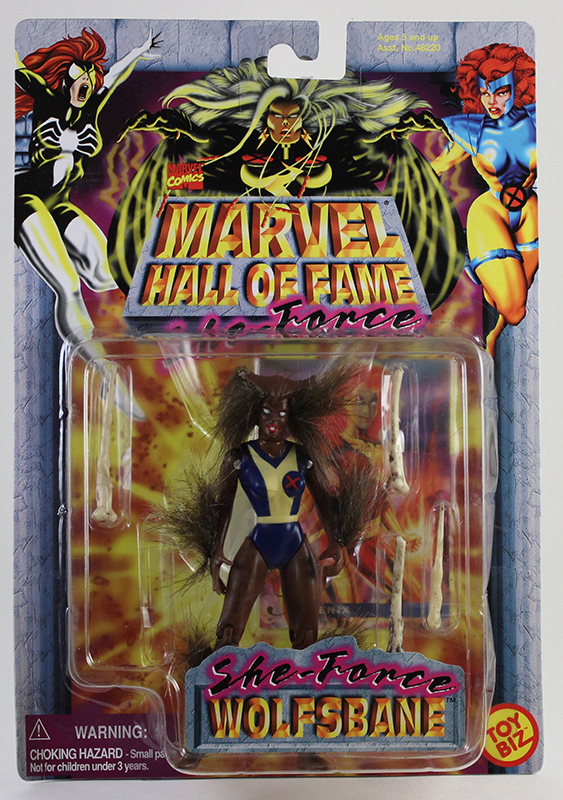 Ages 5 and up
Asst. No.48220
MARVEL
COMICS
MARVEL
HALL OF FAME
She-Force
She-Force
WOLFSBANE™
TOY
BIZ
WARNING:
CHOKING HAZARD - Small pa
Not for children under 3 years.